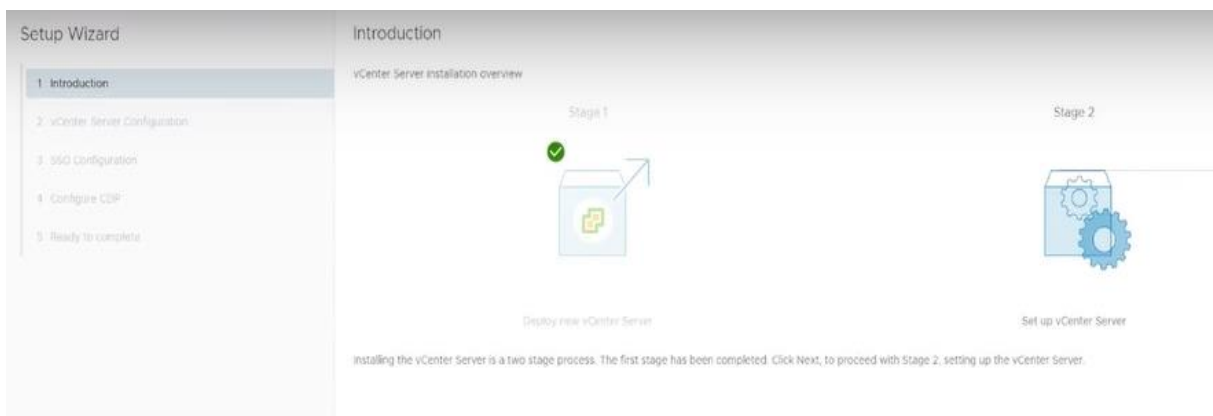 Setup Wizard
1 Introduction
2 vCenter Server Configuration
3 SSO Configuration
4 Configure CEIP
5 Ready to complete
Introduction
vCenter Server installation overview
Stage 1
Stage 2
Deploy new vCenter Server
Set up vCenter Server
Installing the vCenter Server is a two stage process. The first stage has been completed. Click Next, to proceed with Stage 2, setting up the vCenter Server.